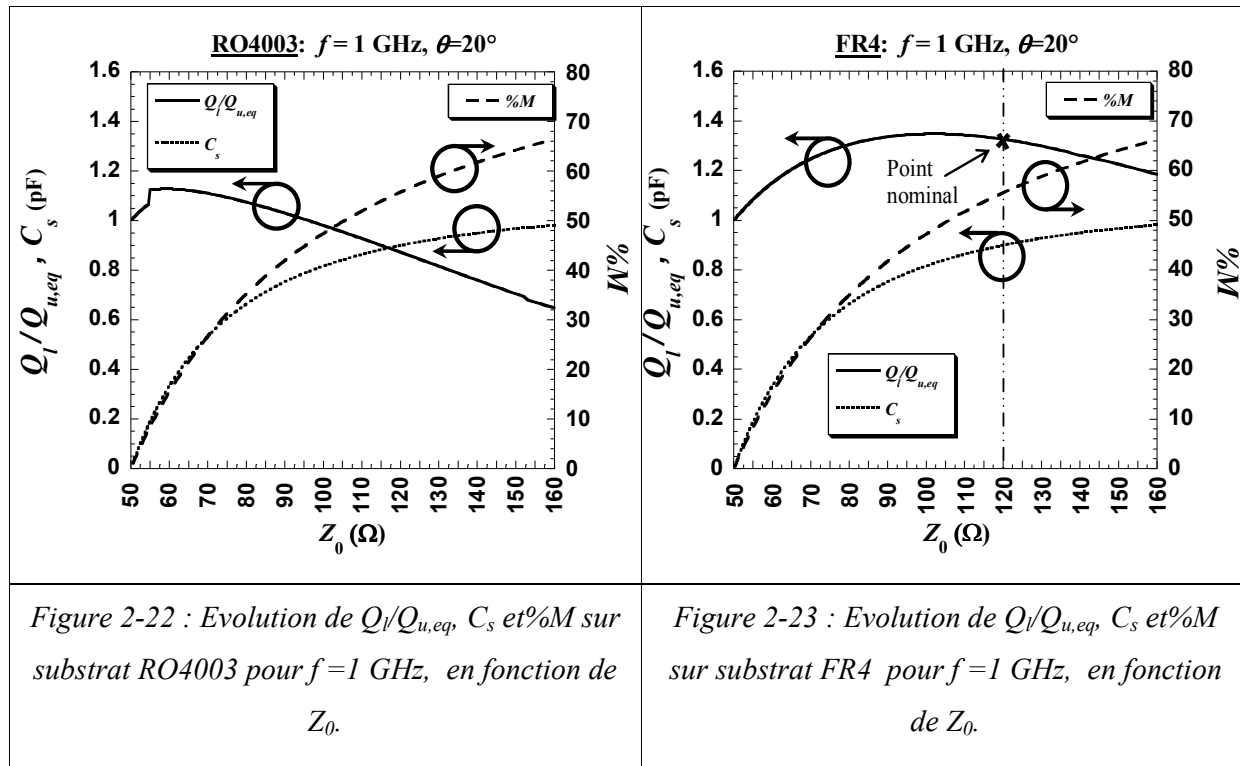 RO4003: f = 1 GHz, θ=20°
1.6
1.4
1.2
1
0.8
0.6
0.4
0.2
0
80
70
60
50
40
30
20
10
0
Q_l/Q_{u,eq}
C_s
%M
Q_l/Q_{u,eq} , C_s (pF)
%M
50
60
70
80
90
100
110
120
130
140
150
160
Z_0 (Ω)
FR4: f = 1 GHz, θ=20°
1.6
1.4
1.2
1
0.8
0.6
0.4
0.2
0
80
70
60
50
40
30
20
10
0
%M
Point
nominal
Q_l/Q_{u,eq}
C_s
Q_l/Q_{u,eq} , C_s (pF)
%M
50
60
70
80
90
100
110
120
130
140
150
160
Z_0 (Ω)
Figure 2-22 : Evolution de Q_l/Q_{u,eq}, C_s et%M sur
substrat RO4003 pour f =1 GHz, en fonction de
Z_0.
Figure 2-23 : Evolution de Q_l/Q_{u,eq}, C_s et%M
sur substrat FR4 pour f =1 GHz, en fonction
de Z_0.